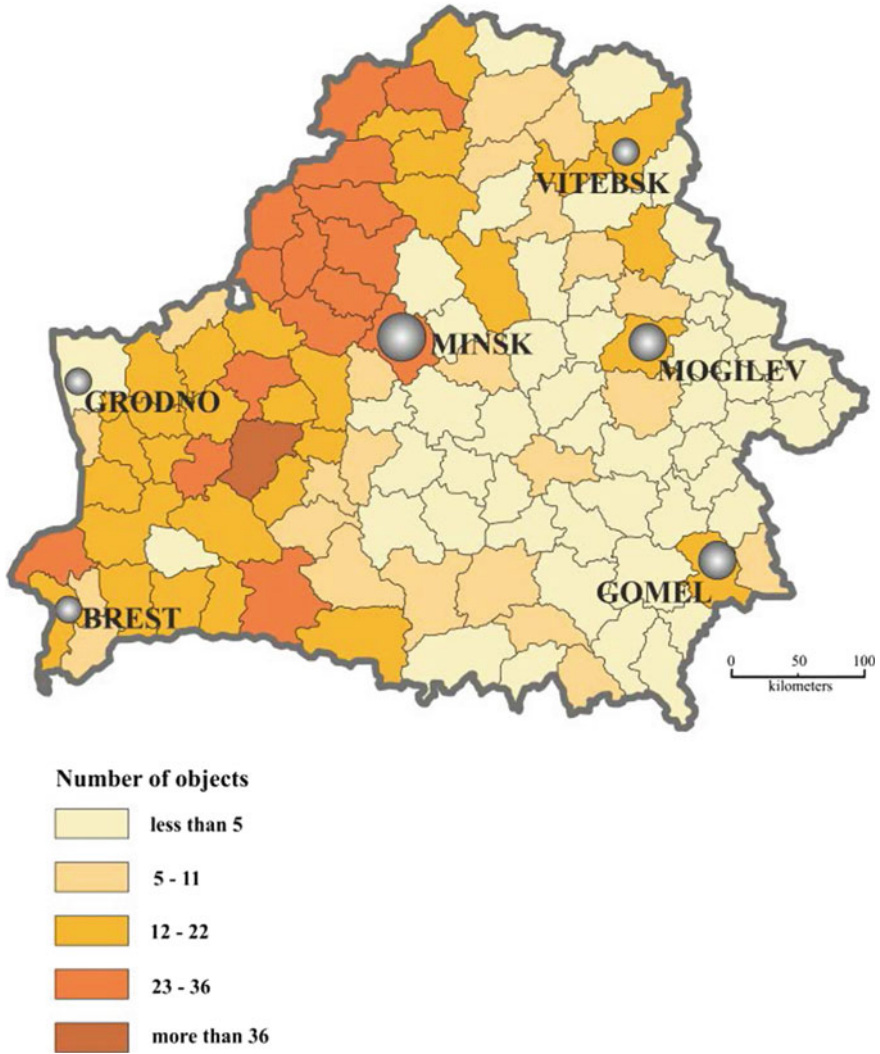 VITEBSK
MINSK
MOGILEV
GRODNO
GOMEL
BREST
0 50 100
kilometers
Number of objects
less than 5
5 - 11
12 - 22
23 - 36
more than 36